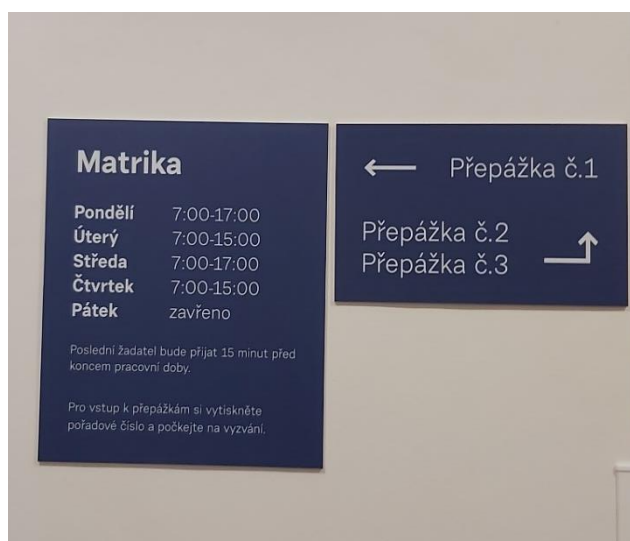 Matrika
Pondělí 7:00-17:00
Úterý 7:00-15:00
Středa 7:00-17:00
Čtvrtek 7:00-15:00
Pátek zavřeno
Poslední žadatel bude přijat 15 minut před
koncem pracovní doby.
Pro vstup k přepážkám si vytiskněte
pořadové číslo a počkejte na vyzvání.
← Přepážka č.1
Přepážka č.2
Přepážka č.3